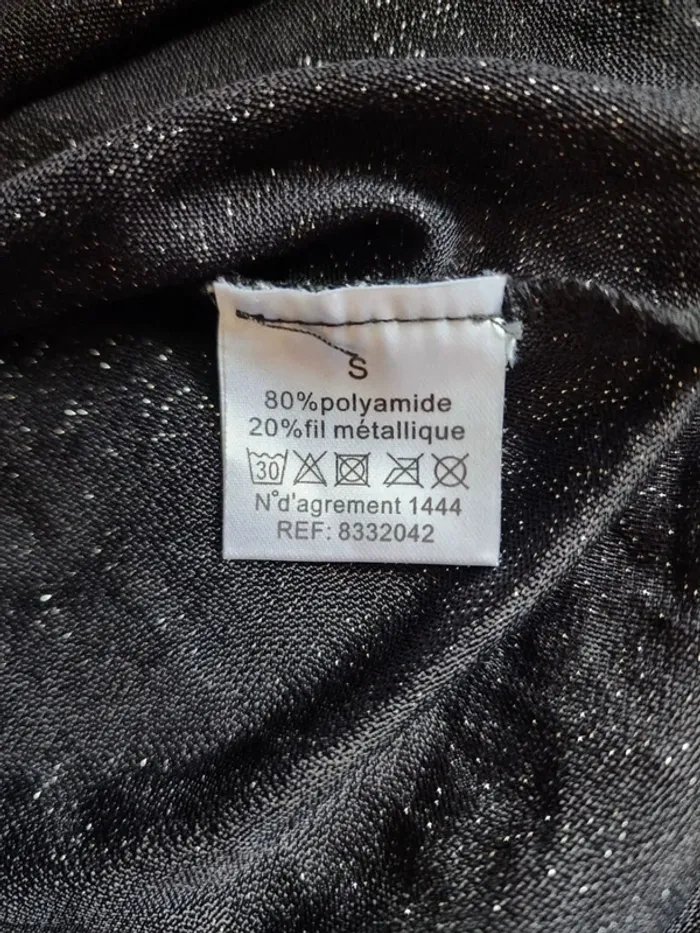 S
80%polyamide
20%fil métallique
30
N°d'agrement 1444
REF: 8332042